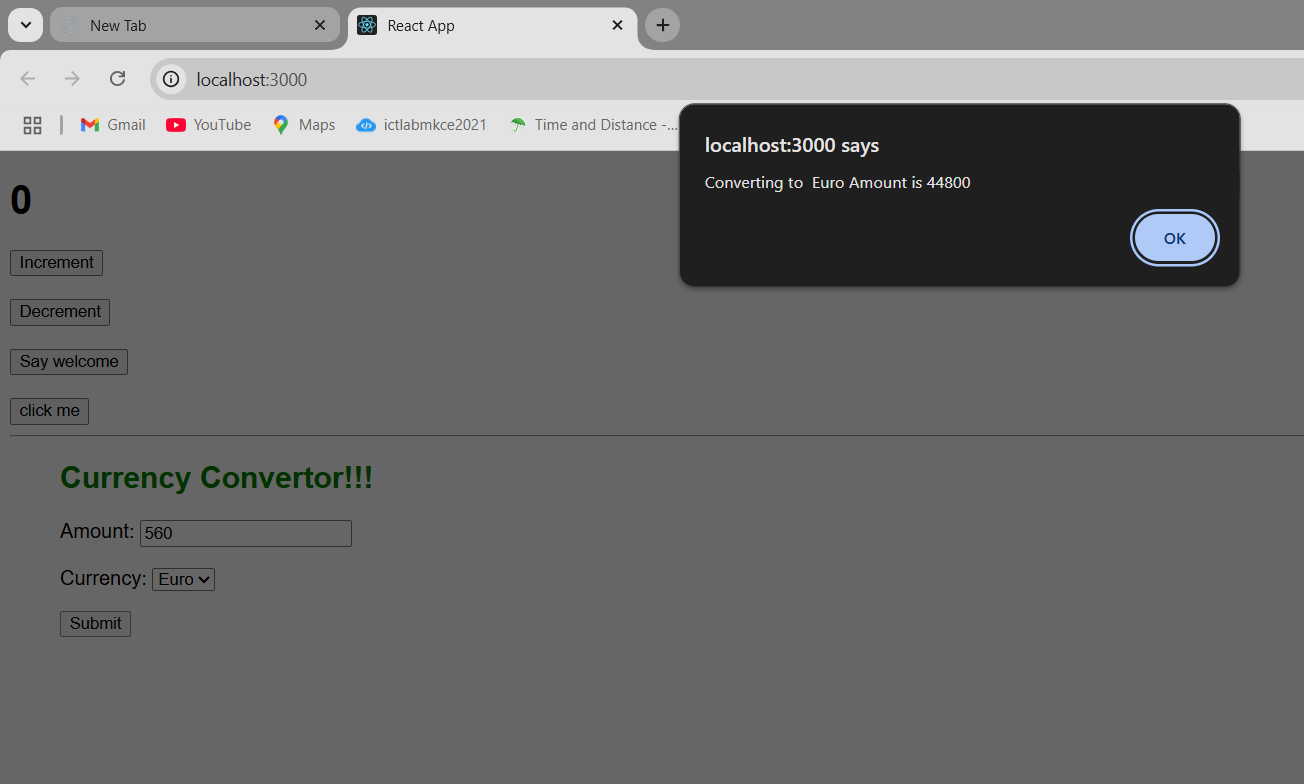 New Tab
React App
localhost:3000
Gmail
YouTube
Maps
ictlabmkce2021
Time and Distance -...
localhost:3000 says
Converting to  Euro Amount is 44800
OK
0
Increment
Decrement
Say welcome
click me
Currency Convertor!!!
Amount: 560
Currency: Euro
Submit